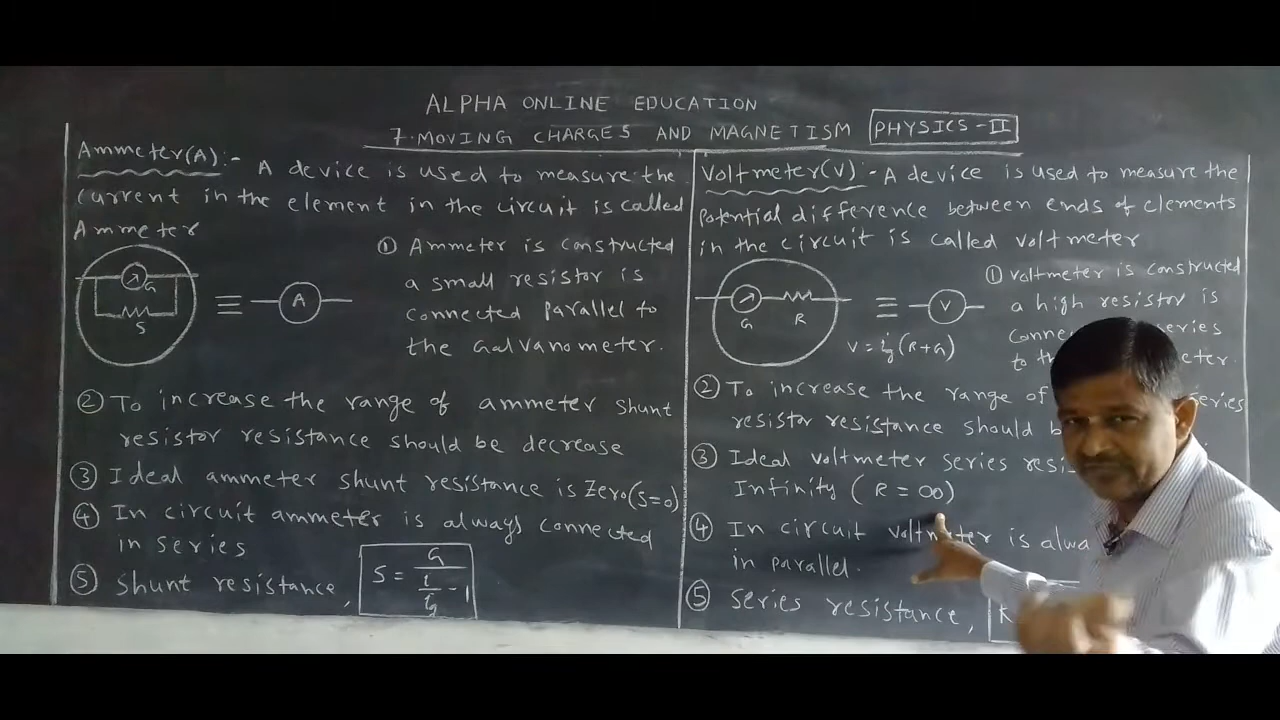 ALPHA ONLINE EDUCATION
7. MOVING CHARGES AND MAGNETISM PHYSICS-II
Ammeter(A):- A device is used to measure the
current in the element in the circuit is called
Ammeter
① Ammeter is constructed
a small resistor is
connected parallel to
the Galvanometer.
G
S
≡
A
② To increase the range of ammeter shunt
resistor resistance should be decrease
③ Ideal ammeter shunt resistance is Zero(S=0)
④ In circuit ammeter is always connected
in series
⑤ Shunt resistance, S = G / (i/ig - 1)
Voltmeter(V):- A device is used to measure the
Potential difference between ends of elements
in the circuit is called voltmeter
① Voltmeter is constructed
a high resistor is
G R
≡
V
V = ig(R+G)
② To increase the range of series
resistor resistance should
③ Ideal voltmeter series
Infinity (R = ∞)
④ In circuit voltmeter is
in parallel.
⑤ Series resistance,